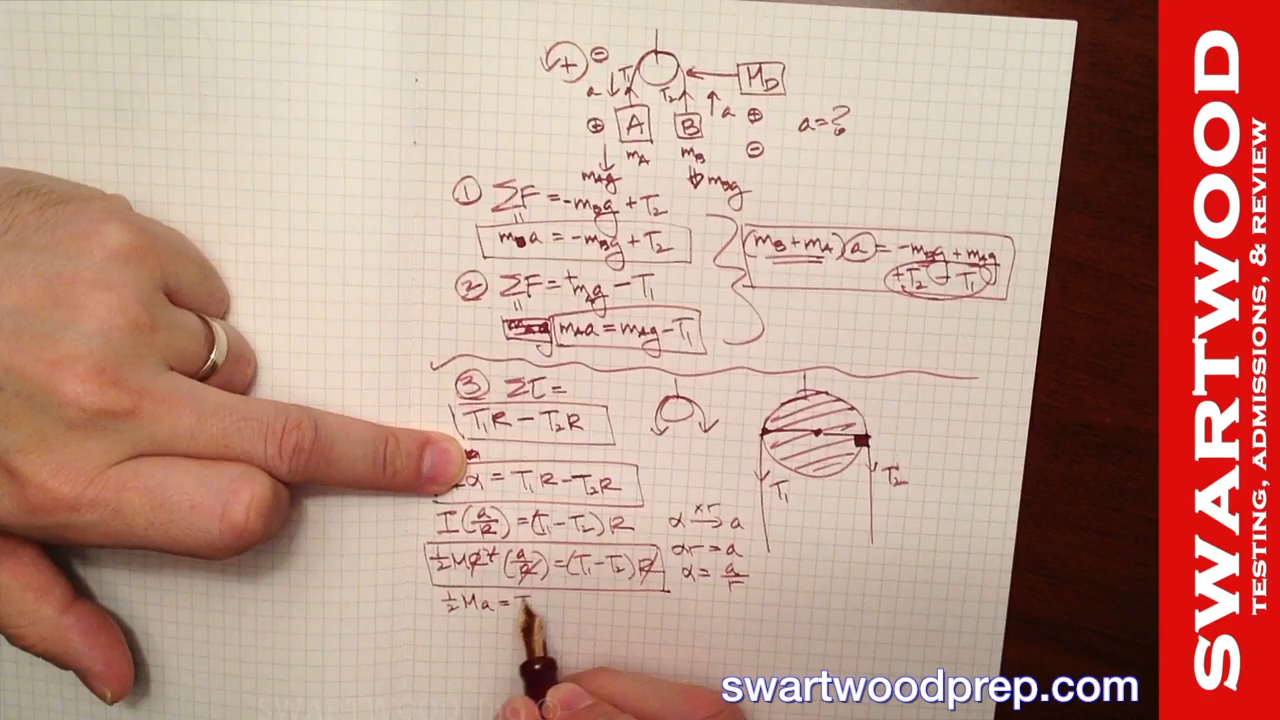 + ⊖
T₁ T₂ M_D
a a ⊕ a = ?
⊕ A B ⊖
m_A m_B
m_Ag m_Bg
① ΣF = -m_Bg + T₂
m_Ba = -m_Bg + T₂
(m_B + m_A) a = -m_Bg + m_Ag
+T₂ - T₁
② ΣF = +m_Ag - T₁
m_Aa = m_Ag - T₁
③ Στ =
T₁R - T₂R
α = T₁R - T₂R
T₁ T₂
I(a/R) = (T₁-T₂)R
½MR²(a/R) = (T₁-T₂)R
½Ma = T
α —xr→ a
αr = a
α = a/r
swartwoodprep.com
SWARTWOOD
TESTING, ADMISSIONS, & REVIEW